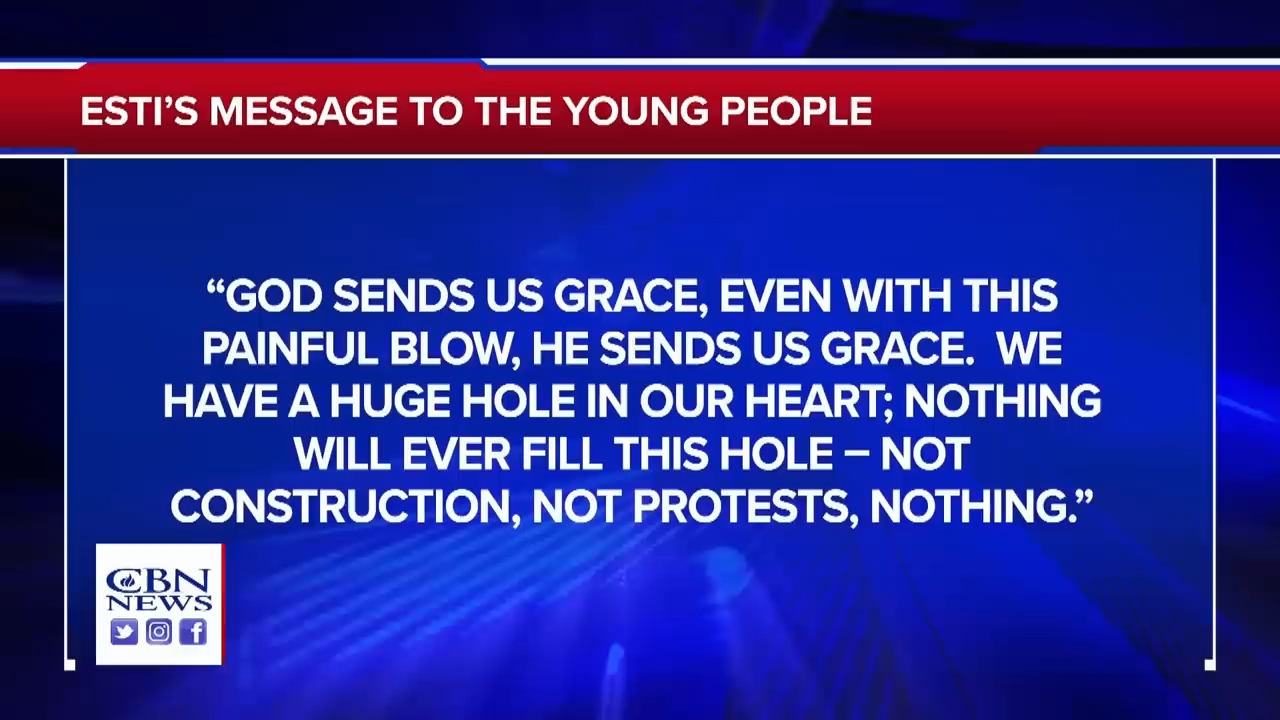 ESTI’S MESSAGE TO THE YOUNG PEOPLE
“GOD SENDS US GRACE, EVEN WITH THIS
PAINFUL BLOW, HE SENDS US GRACE.  WE
HAVE A HUGE HOLE IN OUR HEART; NOTHING
WILL EVER FILL THIS HOLE – NOT
CONSTRUCTION, NOT PROTESTS, NOTHING.”
CBN
NEWS